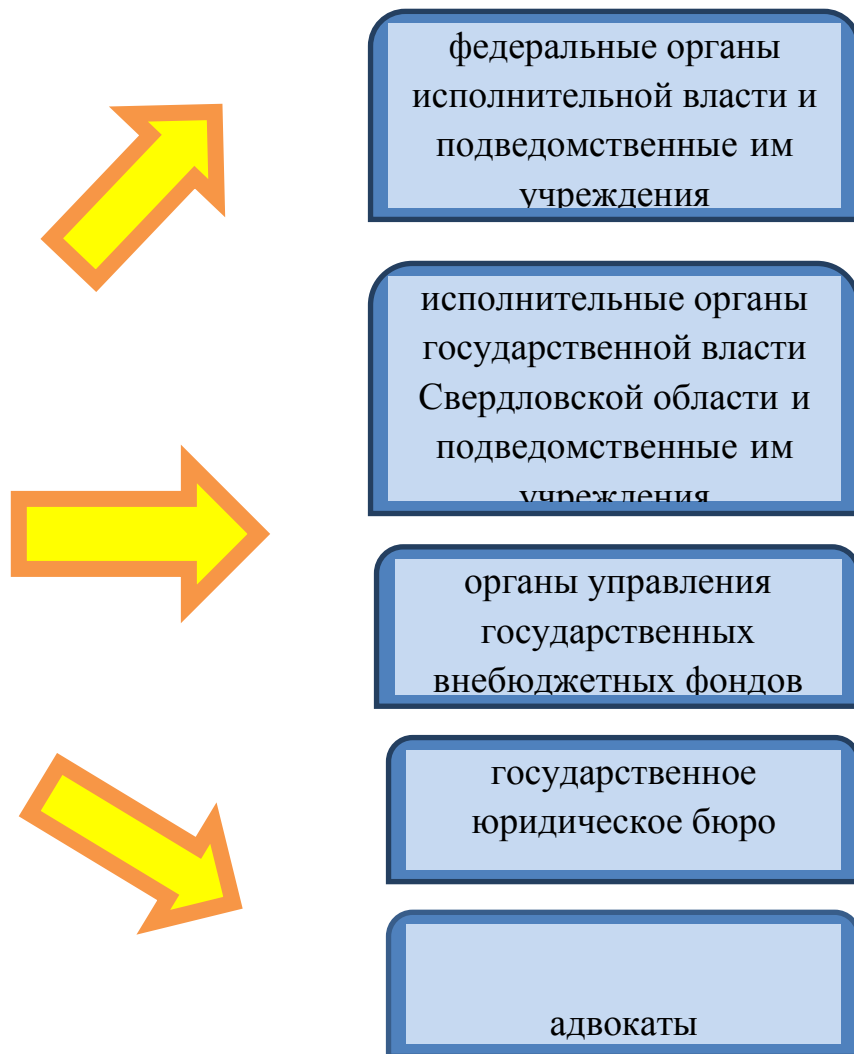 федеральные органы
исполнительной власти и
подведомственные им
учреждения
исполнительные органы
государственной власти
Свердловской области и
подведомственные им
учреждения
органы управления
государственных
внебюджетных фондов
государственное
юридическое бюро
адвокаты